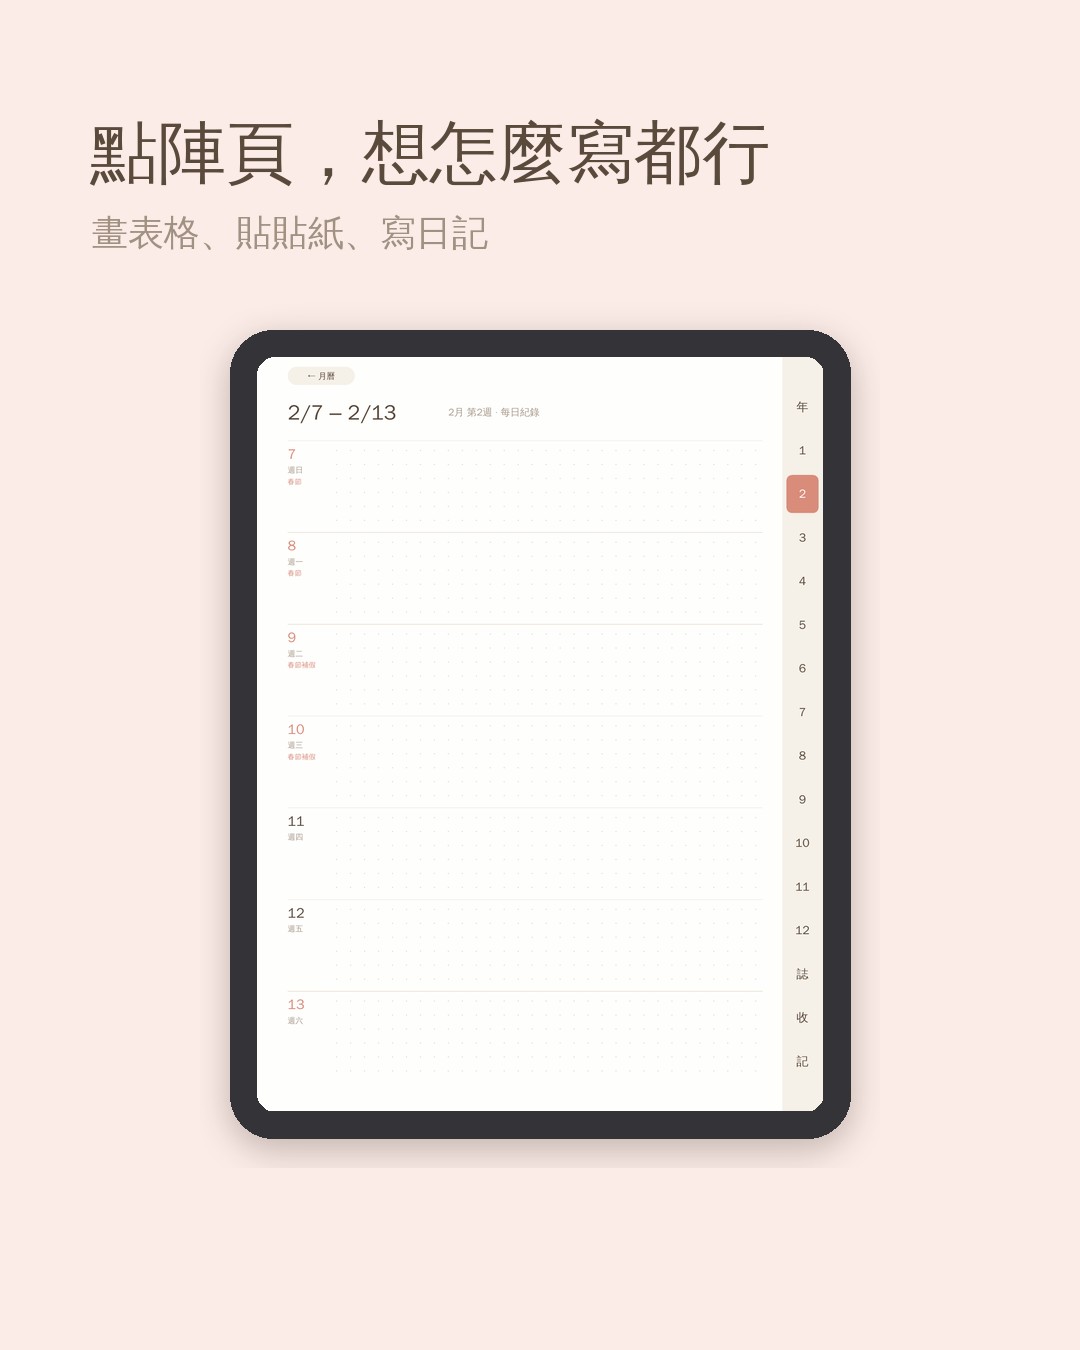 點陣頁，想怎麼寫都行
畫表格、貼貼紙、寫日記
← 月曆
2/7 – 2/13
2月 第2週 · 每日紀錄
7
週日
春節
8
週一
春節
9
週二
春節補假
10
週三
春節補假
11
週四
12
週五
13
週六
年
1
2
3
4
5
6
7
8
9
10
11
12
誌
收
記